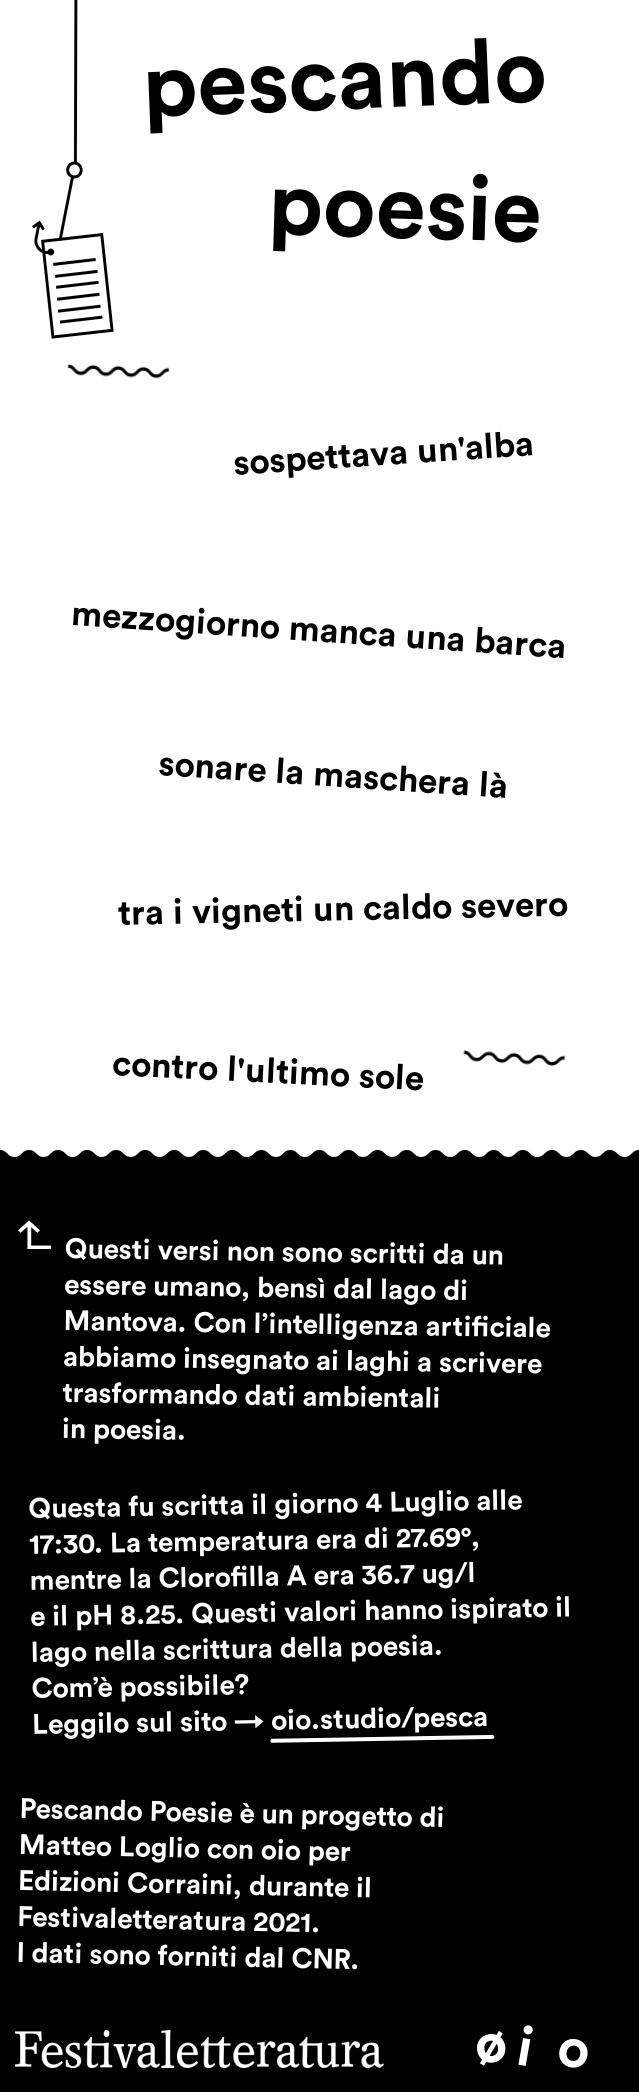 pescando
poesie
sospettava un'alba
mezzogiorno manca una barca
sonare la maschera là
tra i vigneti un caldo severo
contro l'ultimo sole
Questi versi non sono scritti da un
essere umano, bensì dal lago di
Mantova. Con l’intelligenza artificiale
abbiamo insegnato ai laghi a scrivere
trasformando dati ambientali
in poesia.
Questa fu scritta il giorno 4 Luglio alle
17:30. La temperatura era di 27.69°,
mentre la Clorofilla A era 36.7 ug/l
e il pH 8.25. Questi valori hanno ispirato il
lago nella scrittura della poesia.
Com’è possibile?
Leggilo sul sito → oio.studio/pesca
Pescando Poesie è un progetto di
Matteo Loglio con oio per
Edizioni Corraini, durante il
Festivaletteratura 2021.
I dati sono forniti dal CNR.
Festivaletteratura
øio